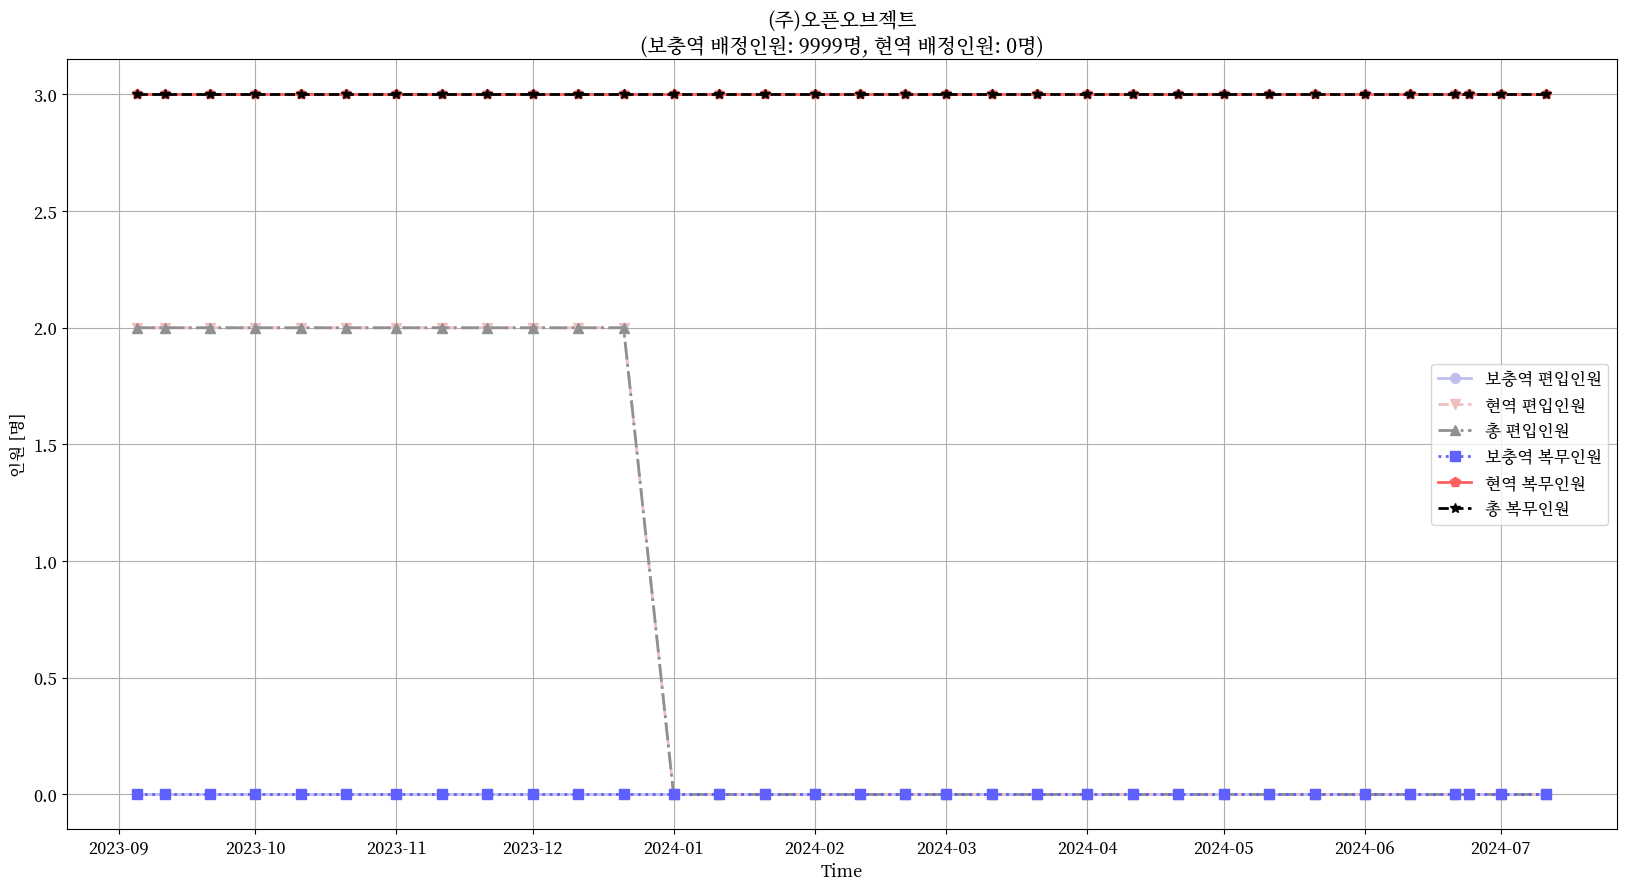 (주)오픈오브젝트
(보충역 배정인원: 9999명, 현역 배정인원: 0명)
3.0
2.5
2.0
1.5
1.0
0.5
0.0
인원 [명]
보충역 편입인원
현역 편입인원
총 편입인원
보충역 복무인원
현역 복무인원
총 복무인원
2023-09 2023-10 2023-11 2023-12 2024-01 2024-02 2024-03 2024-04 2024-05 2024-06 2024-07
Time